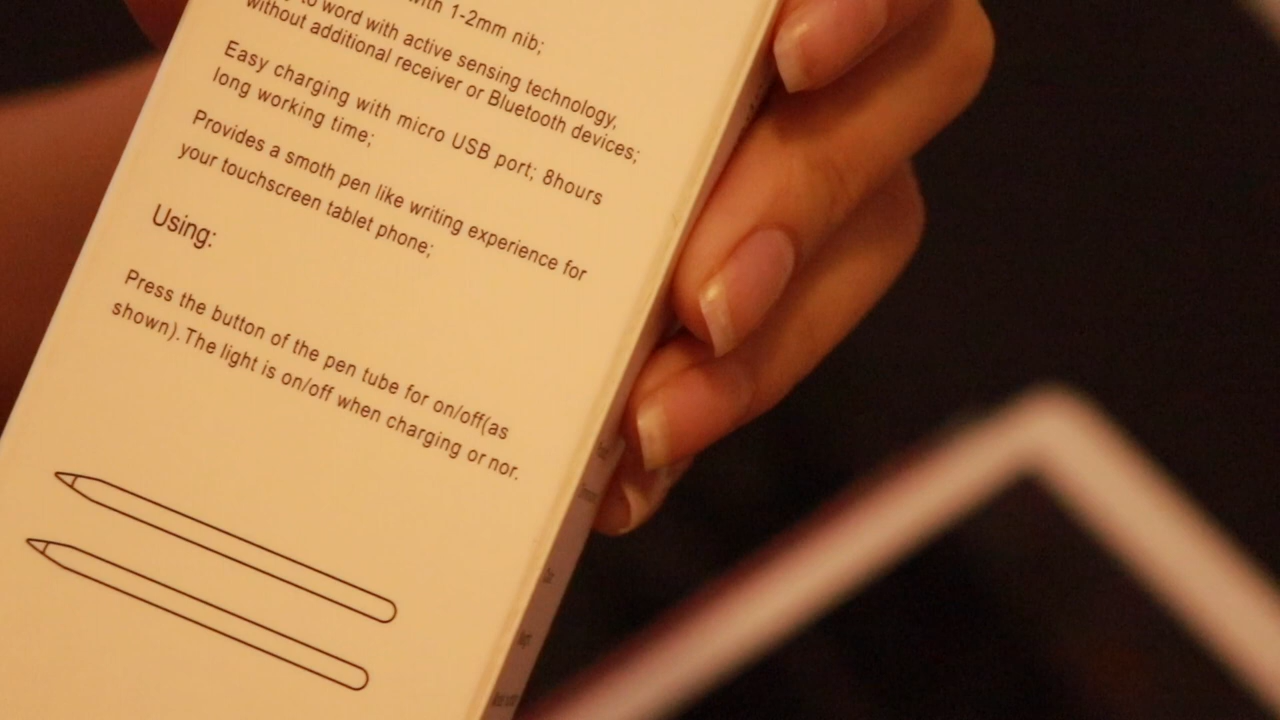 with 1-2mm nib;
to word with active sensing technology,
without additional receiver or Bluetooth devices;
Easy charging with micro USB port; 8hours
long working time;
Provides a smoth pen like writing experience for
your touchscreen tablet phone;
Using:
Press the button of the pen tube for on/off(as
shown).The light is on/off when charging or nor.